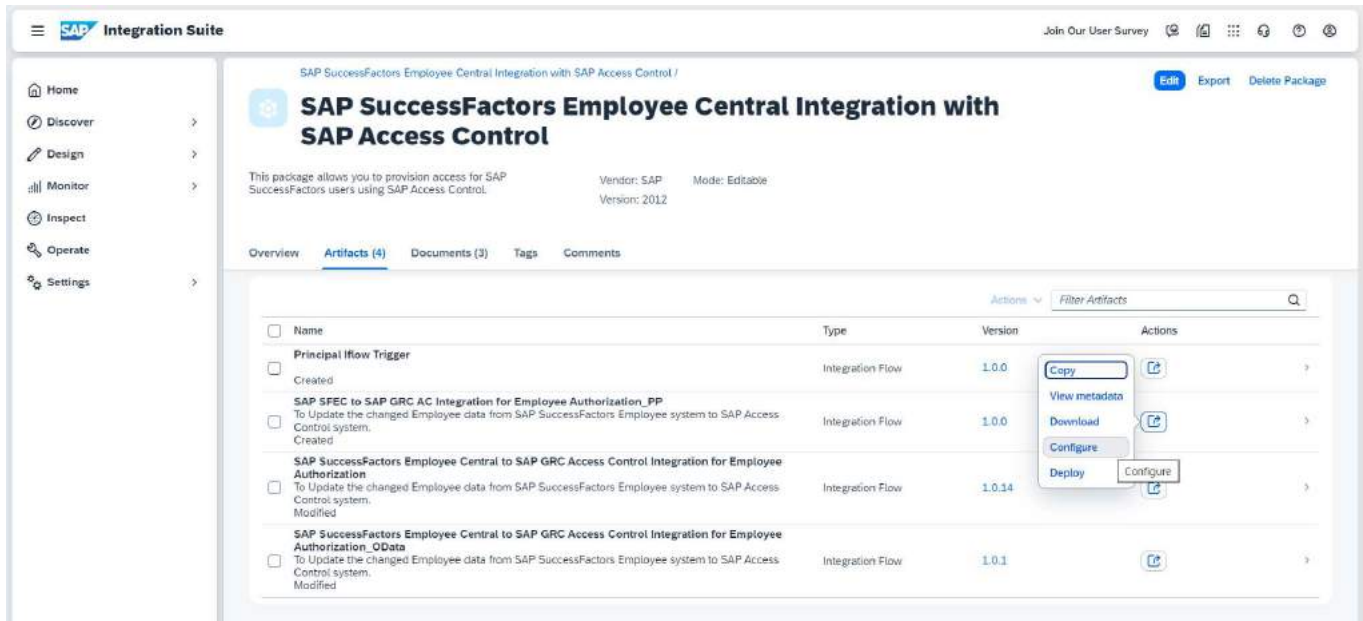 SAP Integration Suite
Join Our User Survey
Home
Discover
Design
Monitor
Inspect
Operate
Settings
SAP SuccessFactors Employee Central Integration with SAP Access Control /
Edit Export Delete Package
SAP SuccessFactors Employee Central Integration with
SAP Access Control
This package allows you to provision access for SAP
SuccessFactors users using SAP Access Control.
Vendor: SAP Mode: Editable
Version: 2012
Overview Artifacts (4) Documents (3) Tags Comments
Actions Filter Artifacts
Name Type Version Actions
Principal Iflow Trigger
Created
Integration Flow 1.0.0
SAP SFEC to SAP GRC AC Integration for Employee Authorization_PP
To Update the changed Employee data from SAP SuccessFactors Employee system to SAP Access
Control system.
Created
Integration Flow 1.0.0
SAP SuccessFactors Employee Central to SAP GRC Access Control Integration for Employee
Authorization
To Update the changed Employee data from SAP SuccessFactors Employee system to SAP Access
Control system.
Modified
Integration Flow 1.0.14
SAP SuccessFactors Employee Central to SAP GRC Access Control Integration for Employee
Authorization_OData
To Update the changed Employee data from SAP SuccessFactors Employee system to SAP Access
Control system.
Modified
Integration Flow 1.0.1
Copy
View metadata
Download
Configure
Deploy
Configure